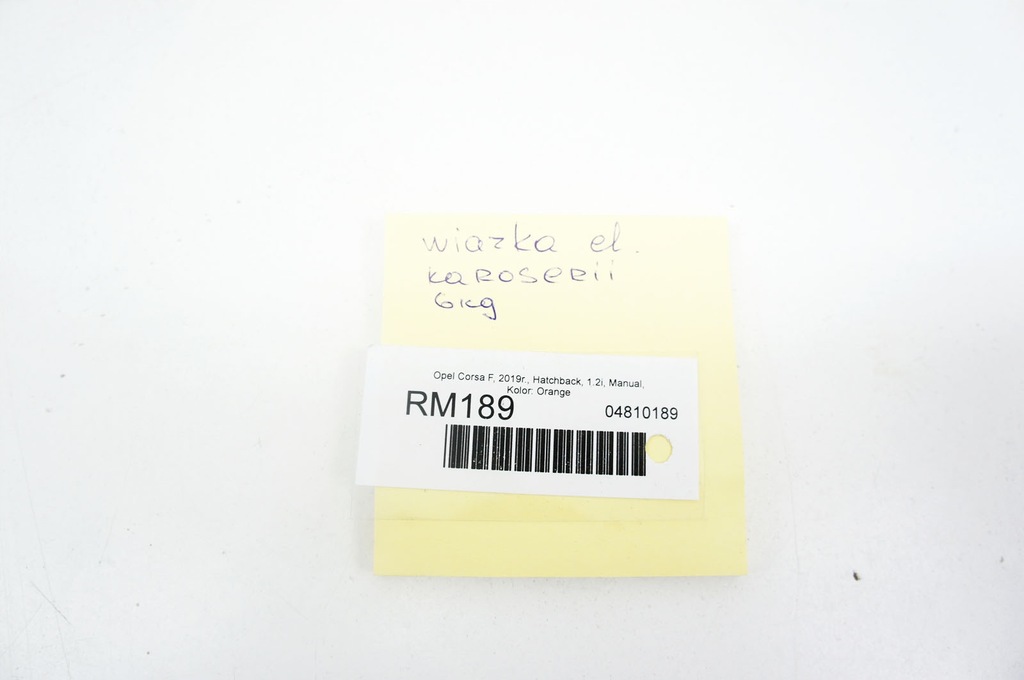 wiazka el.
karoserii
6kg
Opel Corsa F, 2019r., Hatchback, 1.2i, Manual,
Kolor: Orange
RM189
04810189